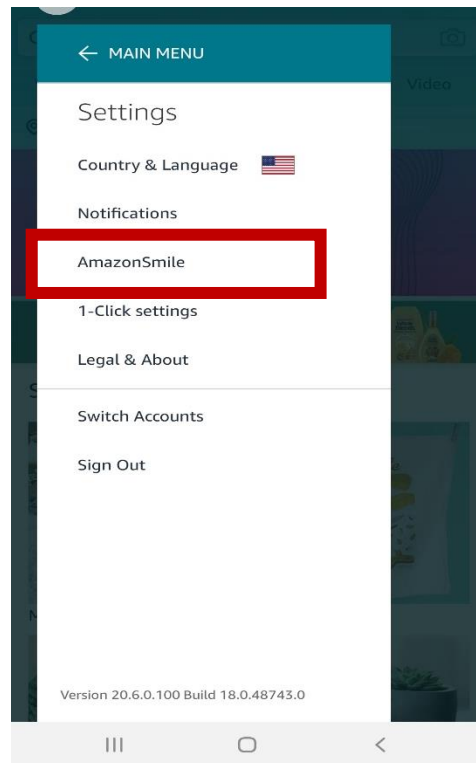 ← MAIN MENU
Video
Settings
Country & Language
Notifications
AmazonSmile
1-Click settings
Legal & About
Switch Accounts
Sign Out
Version 20.6.0.100 Build 18.0.48743.0